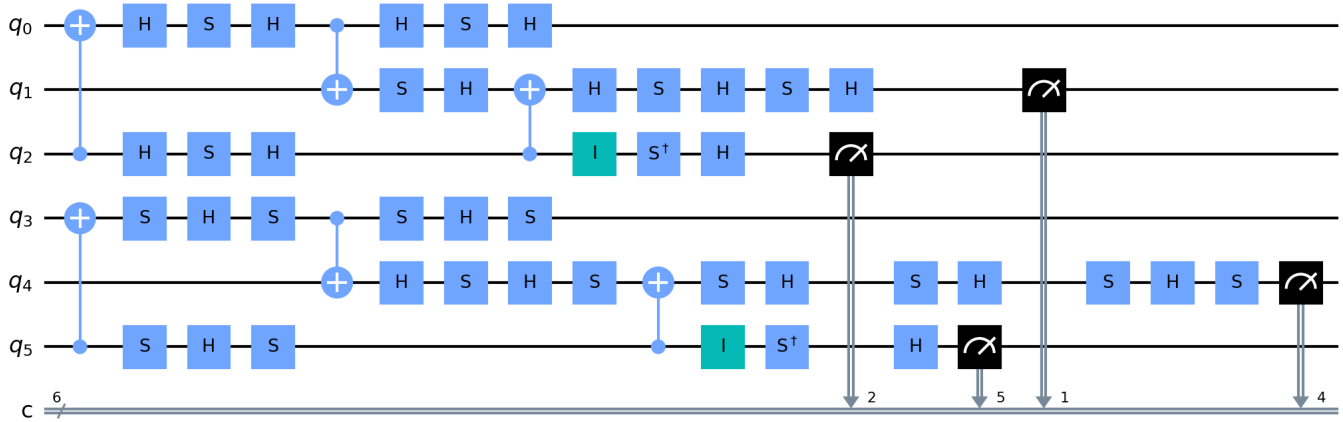 q0 H S H H S H
q1 S H H S H S H
q2 H S H I S† H
q3 S H S S H S
q4 H S H S S H S H S H S
q5 S H S I S† H
c 6 2 5 1 4